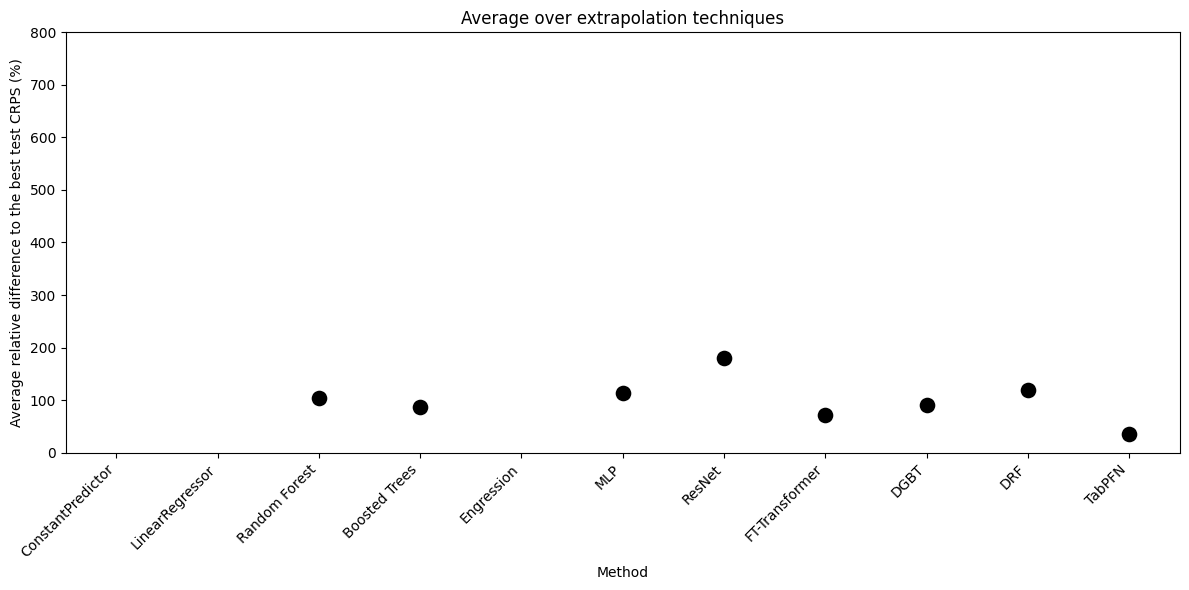 Average over extrapolation techniques
Average relative difference to the best test CRPS (%)
800
700
600
500
400
300
200
100
0
ConstantPredictor
LinearRegressor
Random Forest
Boosted Trees
Engression
MLP
ResNet
FT-Transformer
DGBT
DRF
TabPFN
Method